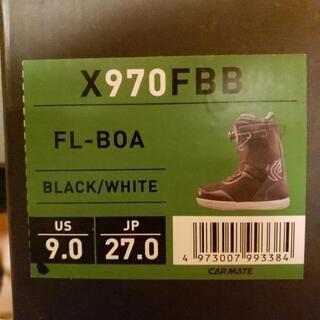 X970FBB
FL-BOA
BLACK/WHITE
US JP
9.0 27.0
4 973007 993384
CARMATE